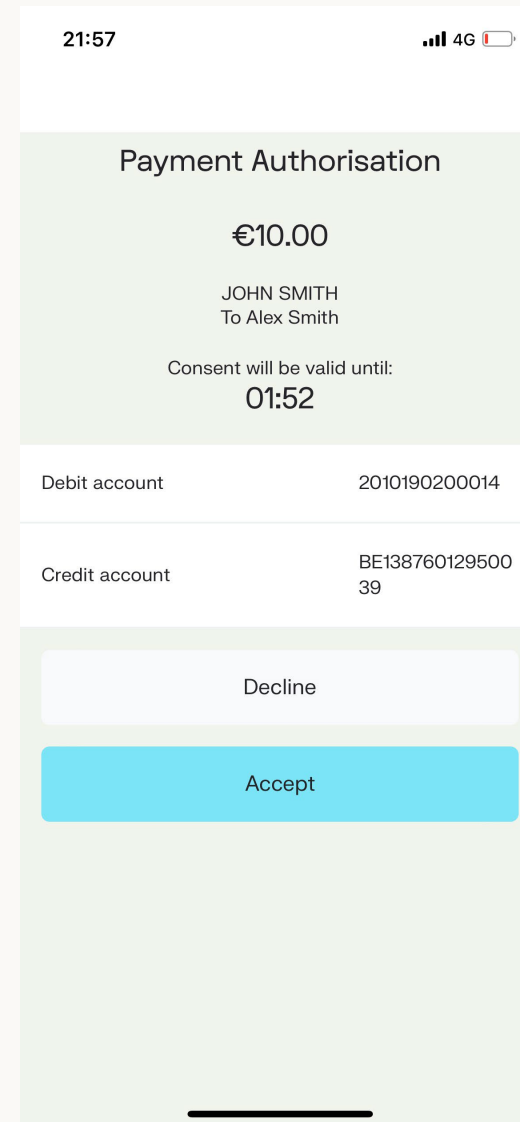 21:57
4G
Payment Authorisation
€10.00
JOHN SMITH
To Alex Smith
Consent will be valid until:
01:52
Debit account
2010190200014
Credit account
BE138760129500
39
Decline
Accept